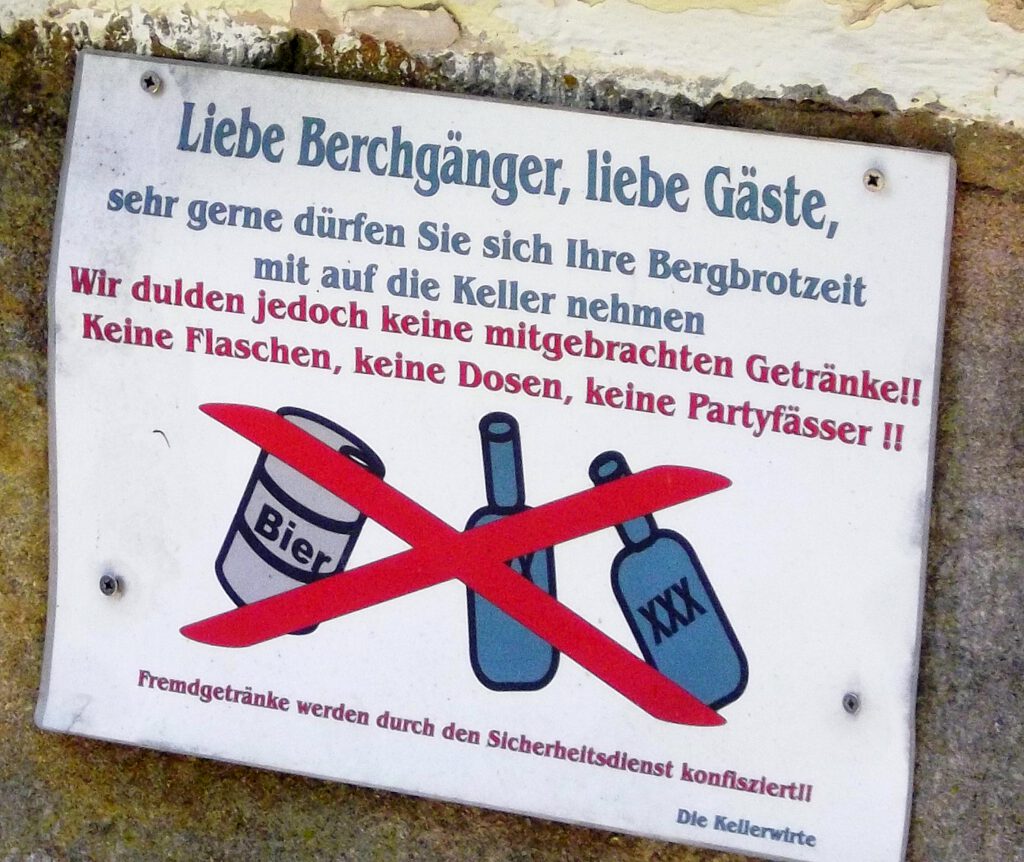 Liebe Berchgänger, liebe Gäste,
sehr gerne dürfen Sie sich Ihre Bergbrotzeit
mit auf die Keller nehmen
Wir dulden jedoch keine mitgebrachten Getränke!!
Keine Flaschen, keine Dosen, keine Partyfässer !!
Bier
XXX
Fremdgetränke werden durch den Sicherheitsdienst konfisziert!!
Die Kellerwirte